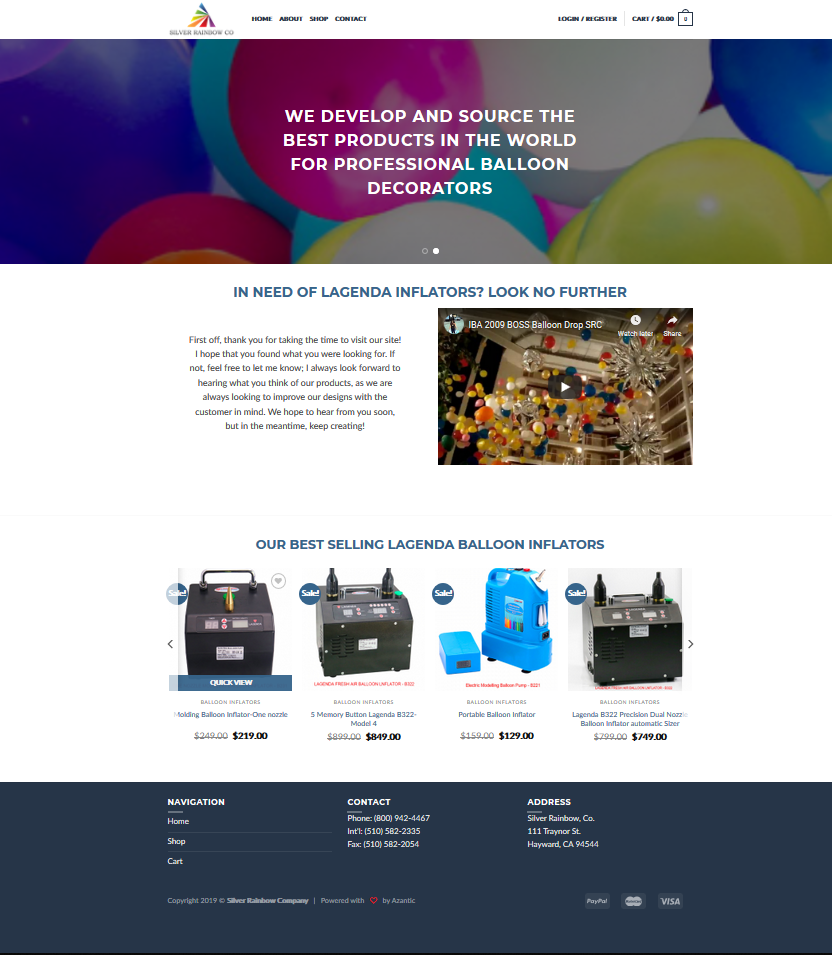 SILVER RAINBOW CO
HOME ABOUT SHOP CONTACT
LOGIN / REGISTER CART / $0.00 0
WE DEVELOP AND SOURCE THE
BEST PRODUCTS IN THE WORLD
FOR PROFESSIONAL BALLOON
DECORATORS
IN NEED OF LAGENDA INFLATORS? LOOK NO FURTHER
First off, thank you for taking the time to visit our site!
I hope that you found what you were looking for. If
not, feel free to let me know; I always look forward to
hearing what you think of our products, as we are
always looking to improve our designs with the
customer in mind. We hope to hear from you soon,
but in the meantime, keep creating!
IBA 2009 BOSS Balloon Drop SRC
Watch later Share
OUR BEST SELLING LAGENDA BALLOON INFLATORS
Sale!
QUICK VIEW
BALLOON INFLATORS
Molding Balloon Inflator-One nozzle
$249.00 $219.00
Sale!
LAGENDA FRESH AIR BALLOON UNFLATOR - B322
BALLOON INFLATORS
5 Memory Button Lagenda B322-
Model 4
$899.00 $849.00
Sale!
Electric Modelling Balloon Pump - B221
BALLOON INFLATORS
Portable Balloon Inflator
$159.00 $129.00
Sale!
LAGENDA FRESH AIR BALLOON INFLATOR - B322
BALLOON INFLATORS
Lagenda B322 Precision Dual Nozzle
Balloon Inflator automatic Sizer
$799.00 $749.00
NAVIGATION
Home
Shop
Cart
CONTACT
Phone: (800) 942-4467
Int'l: (510) 582-2335
Fax: (510) 582-2054
ADDRESS
Silver Rainbow, Co.
111 Traynor St.
Hayward, CA 94544
Copyright 2019 © Silver Rainbow Company | Powered with by Azantic
PayPal MasterCard VISA